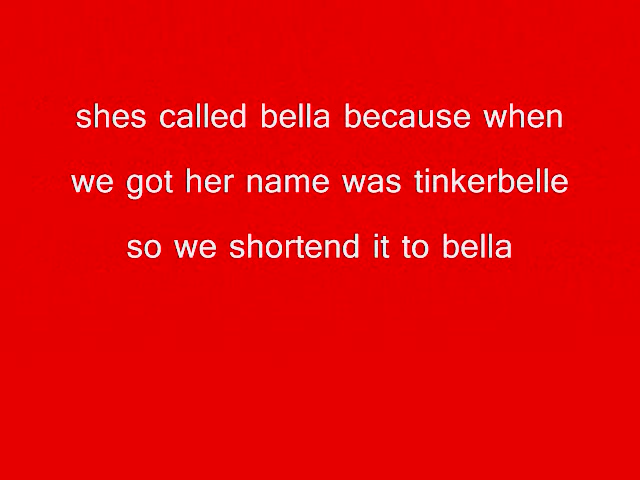 shes called bella because when
we got her name was tinkerbelle
so we shortend it to bella